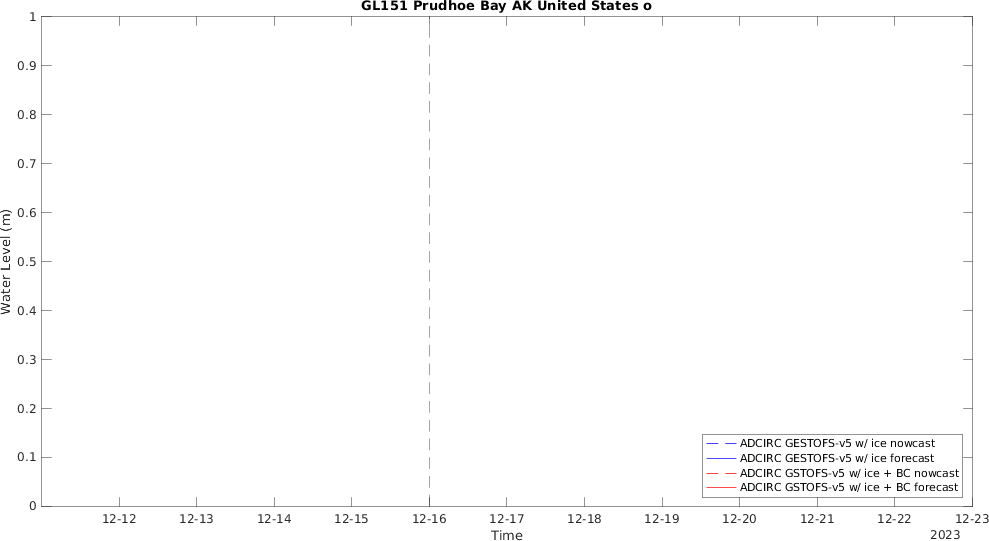 GL151 Prudhoe Bay AK United States o
1
0.9
0.8
0.7
0.6
0.5
0.4
0.3
0.2
0.1
0
Water Level (m)
ADCIRC GESTOFS-v5 w/ ice nowcast
ADCIRC GESTOFS-v5 w/ ice forecast
ADCIRC GSTOFS-v5 w/ ice + BC nowcast
ADCIRC GSTOFS-v5 w/ ice + BC forecast
12-12 12-13 12-14 12-15 12-16 12-17 12-18 12-19 12-20 12-21 12-22 12-23
Time
2023